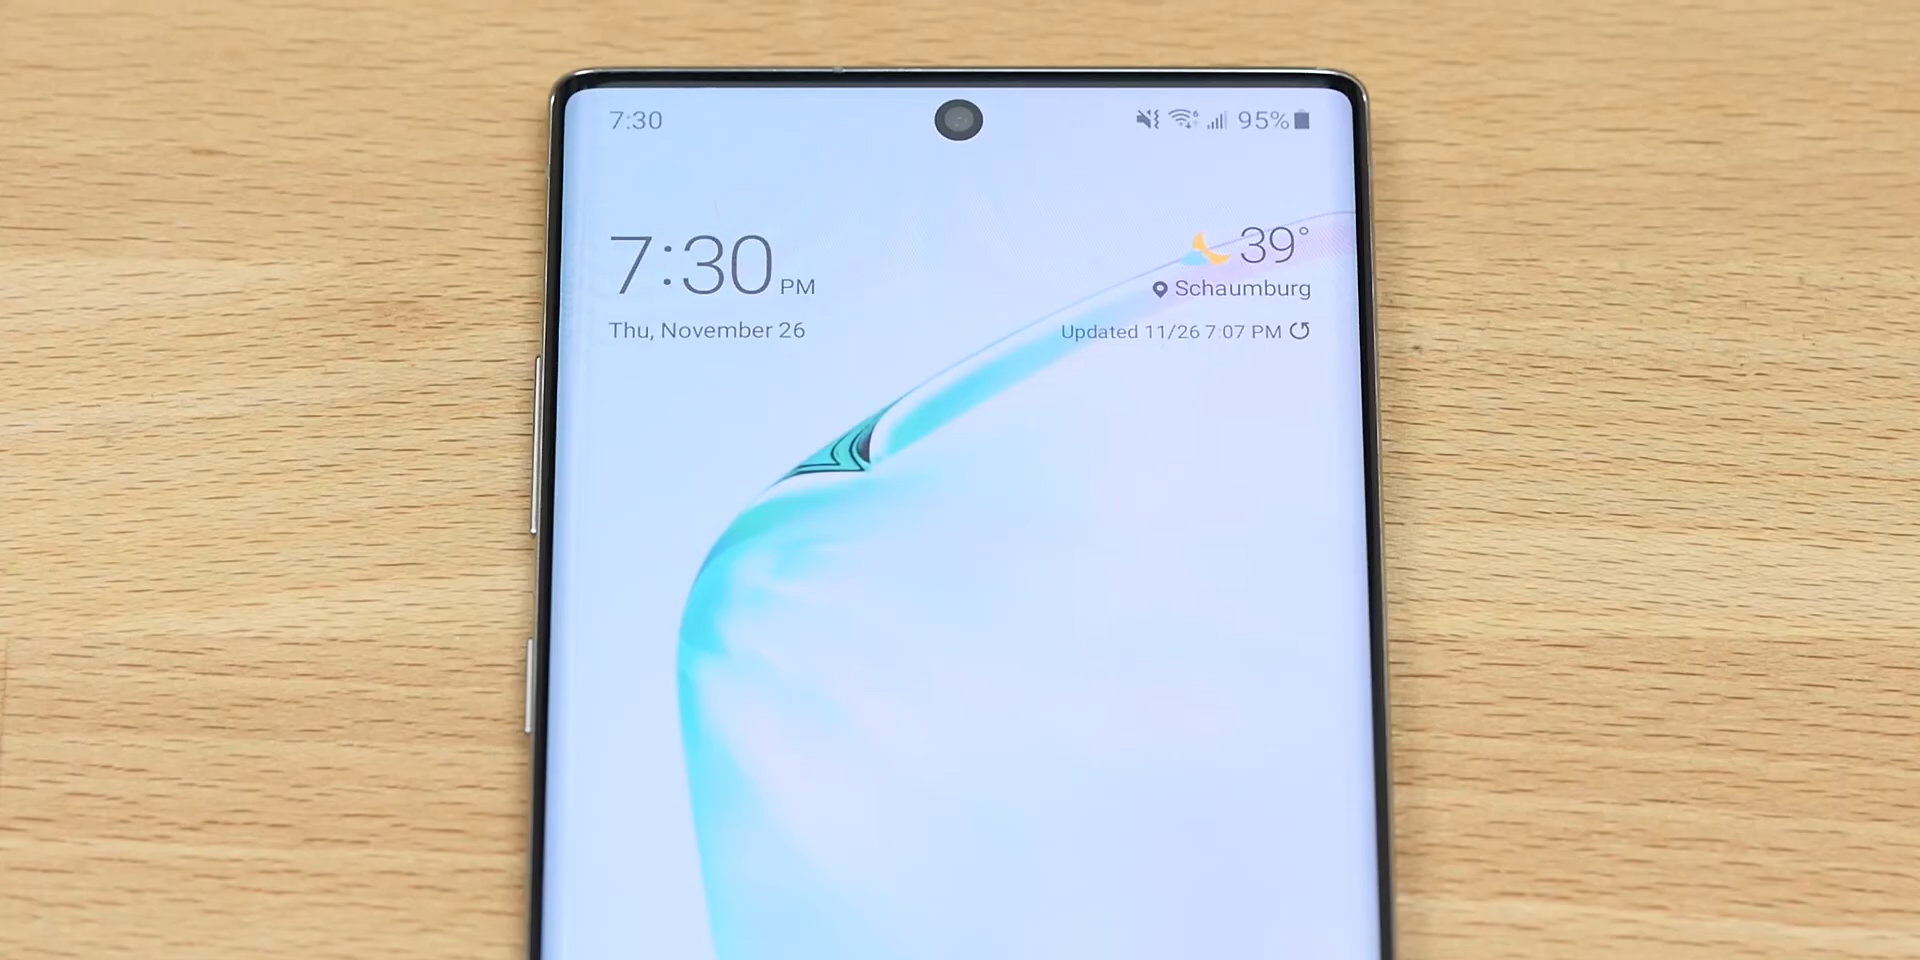 7:30
95%
7:30 PM
Thu, November 26
39°
Schaumburg
Updated 11/26 7:07 PM